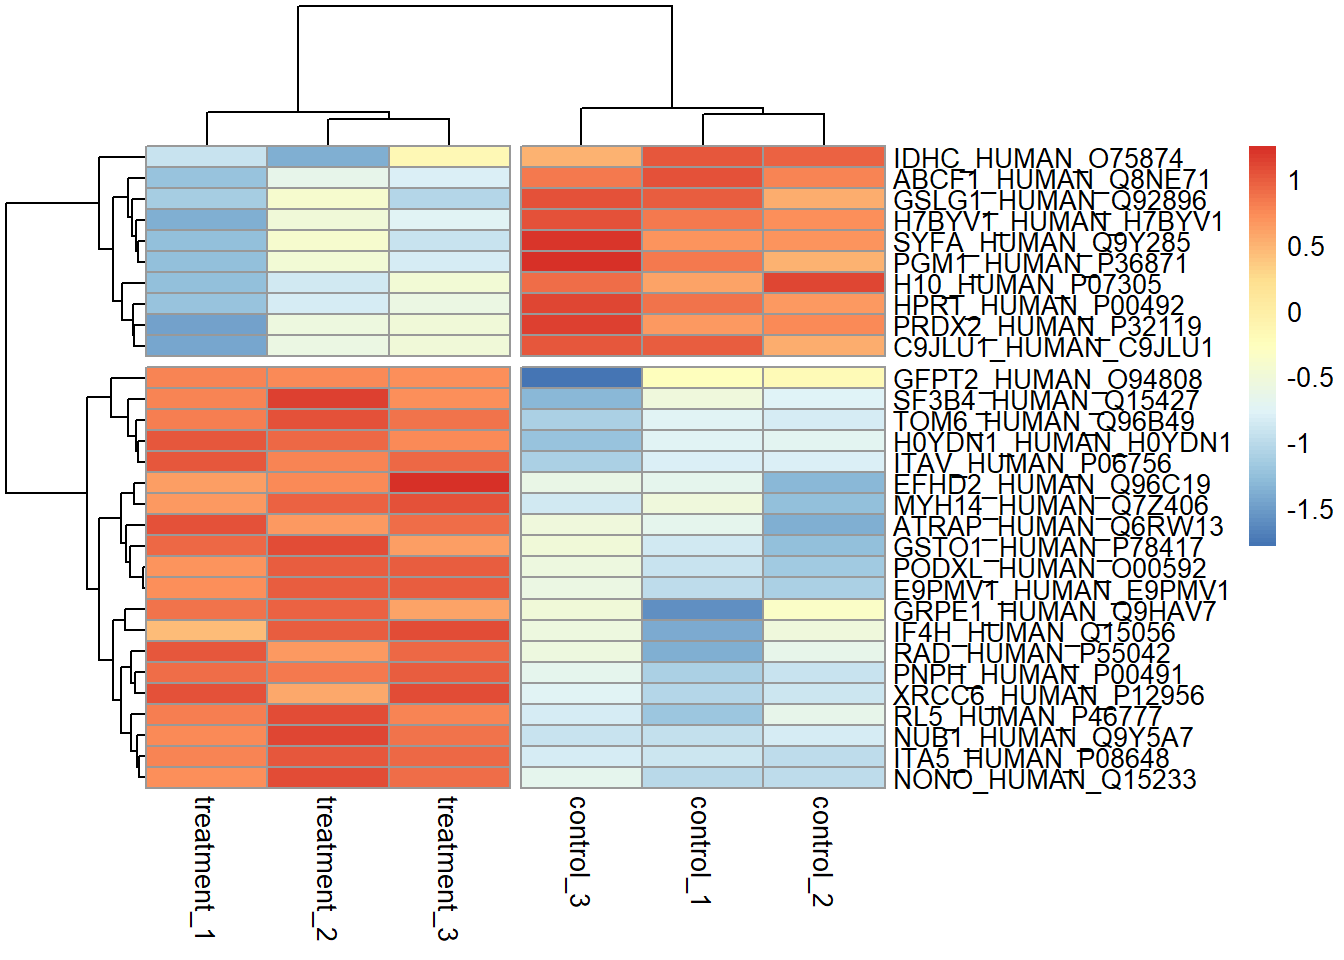 IDHC_HUMAN_O75874
ABCF1_HUMAN_Q8NE71
GSLG1_HUMAN_Q92896
H7BYV1_HUMAN_H7BYV1
SYFA_HUMAN_Q9Y285
PGM1_HUMAN_P36871
H10_HUMAN_P07305
HPRT_HUMAN_P00492
PRDX2_HUMAN_P32119
C9JLU1_HUMAN_C9JLU1
GFPT2_HUMAN_O94808
SF3B4_HUMAN_Q15427
TOM6_HUMAN_Q96B49
H0YDN1_HUMAN_H0YDN1
ITAV_HUMAN_P06756
EFHD2_HUMAN_Q96C19
MYH14_HUMAN_Q7Z406
ATRAP_HUMAN_Q6RW13
GSTO1_HUMAN_P78417
PODXL_HUMAN_O00592
E9PMV1_HUMAN_E9PMV1
GRPE1_HUMAN_Q9HAV7
IF4H_HUMAN_Q15056
RAD_HUMAN_P55042
PNPH_HUMAN_P00491
XRCC6_HUMAN_P12956
RL5_HUMAN_P46777
NUB1_HUMAN_Q9Y5A7
ITA5_HUMAN_P08648
NONO_HUMAN_Q15233
1
0.5
0
-0.5
-1
-1.5
treatment_1
treatment_2
treatment_3
control_3
control_1
control_2